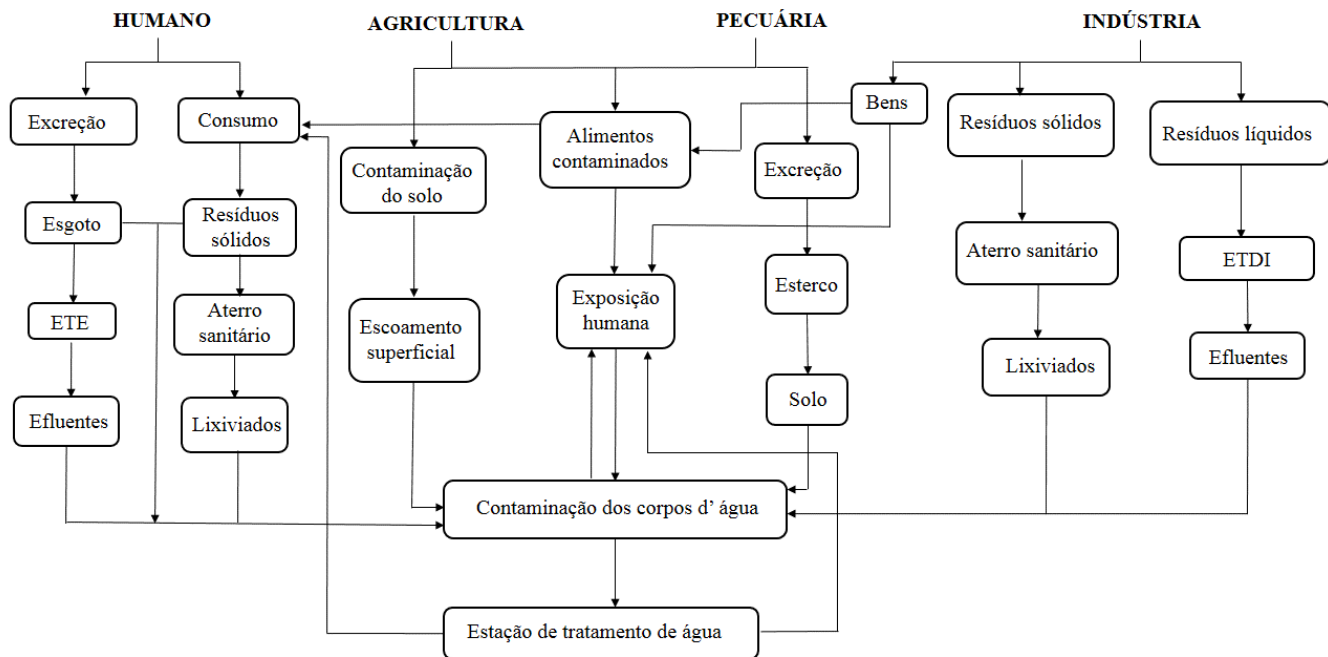 HUMANO
AGRICULTURA
PECUÁRIA
INDÚSTRIA
Excreção
Consumo
Alimentos
contaminados
Bens
Resíduos sólidos
Resíduos líquidos
Contaminação
do solo
Excreção
Esgoto
Resíduos
sólidos
Aterro sanitário
ETDI
ETE
Aterro
sanitário
Escoamento
superficial
Exposição
humana
Esterco
Lixiviados
Efluentes
Efluentes
Lixiviados
Solo
Contaminação dos corpos d’ água
Estação de tratamento de água